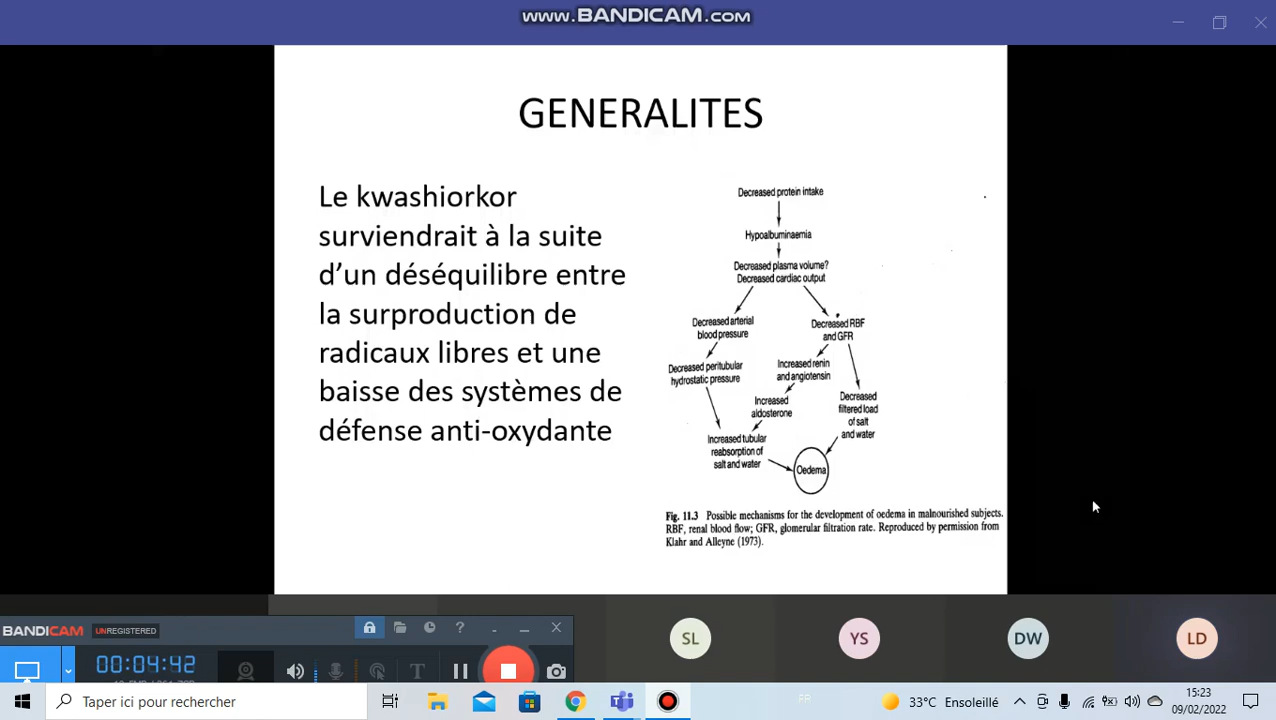 www.BANDICAM.com
GENERALITES
Le kwashiorkor
surviendrait à la suite
d’un déséquilibre entre
la surproduction de
radicaux libres et une
baisse des systèmes de
défense anti-oxydante
Decreased protein intake
Hypoalbuminaemia
Decreased plasma volume?
Decreased cardiac output
Decreased arterial
blood pressure
Decreased RBF
and GFR
Decreased peritubular
hydrostatic pressure
Increased renin
and angiotensin
Increased
aldosterone
Decreased
filtered load
of salt
and water
Increased tubular
reabsorption of
salt and water
Oedema
Fig. 11.3 Possible mechanisms for the development of oedema in malnourished subjects.
RBF, renal blood flow; GFR, glomerular filtration rate. Reproduced by permission from
Klahr and Alleyne (1973).
BANDICAM UNREGISTERED
?
00:04:42
T
SL
YS
DW
LD
Taper ici pour rechercher
FR
33°C Ensoleillé
15:23
09/02/2022